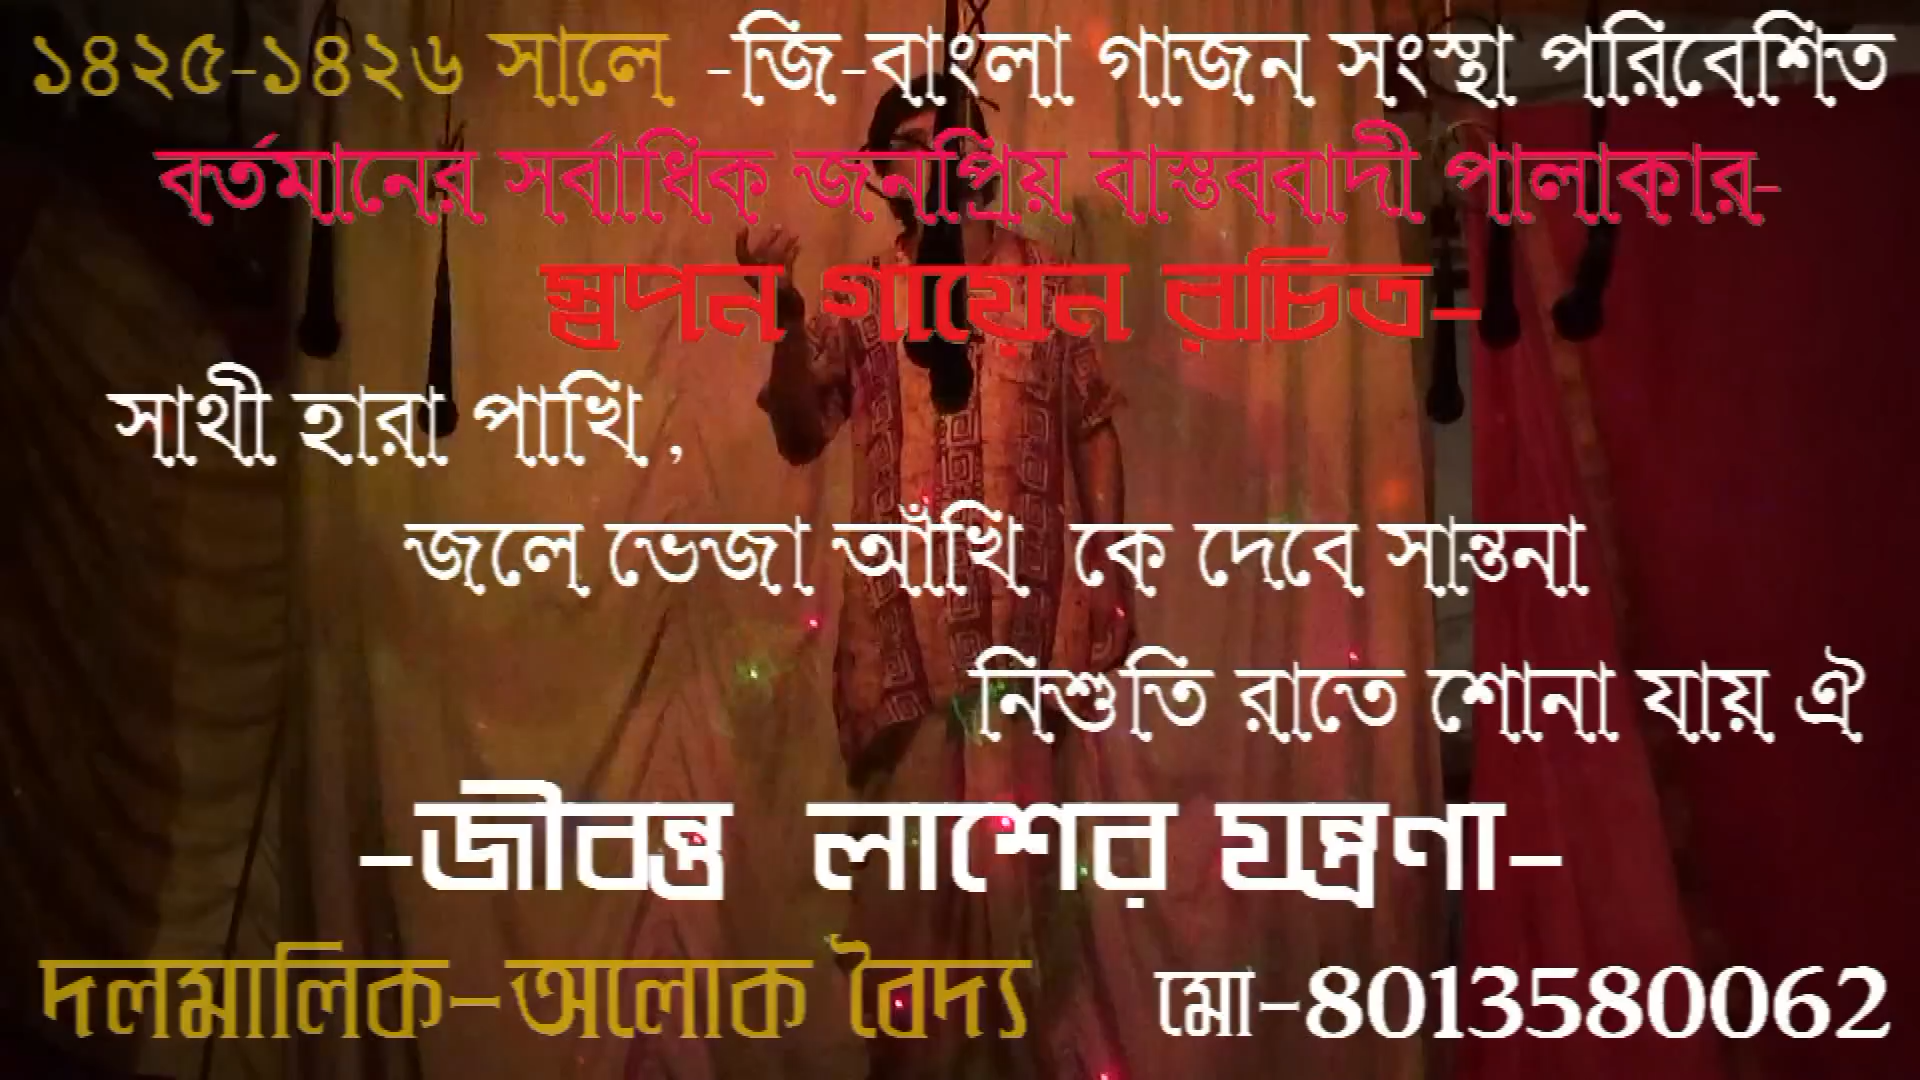 ১৪২৫-১৪২৬ সালে -জি-বাংলা গাজন সংস্থা পরিবেশিত
বর্তমানের সর্বাধিক জনপ্রিয় বাস্তববাদী পালাকার-
স্বপন গায়েন রচিত-
সাথী হারা পাখি ,
জলে ভেজা আঁখি কে দেবে সান্তনা
নিশুতি রাতে শোনা যায় ঐ
-জীবন্ত লাশের যন্ত্রণা-
দলমালিক-অলোক বৈদ্য মো-8013580062